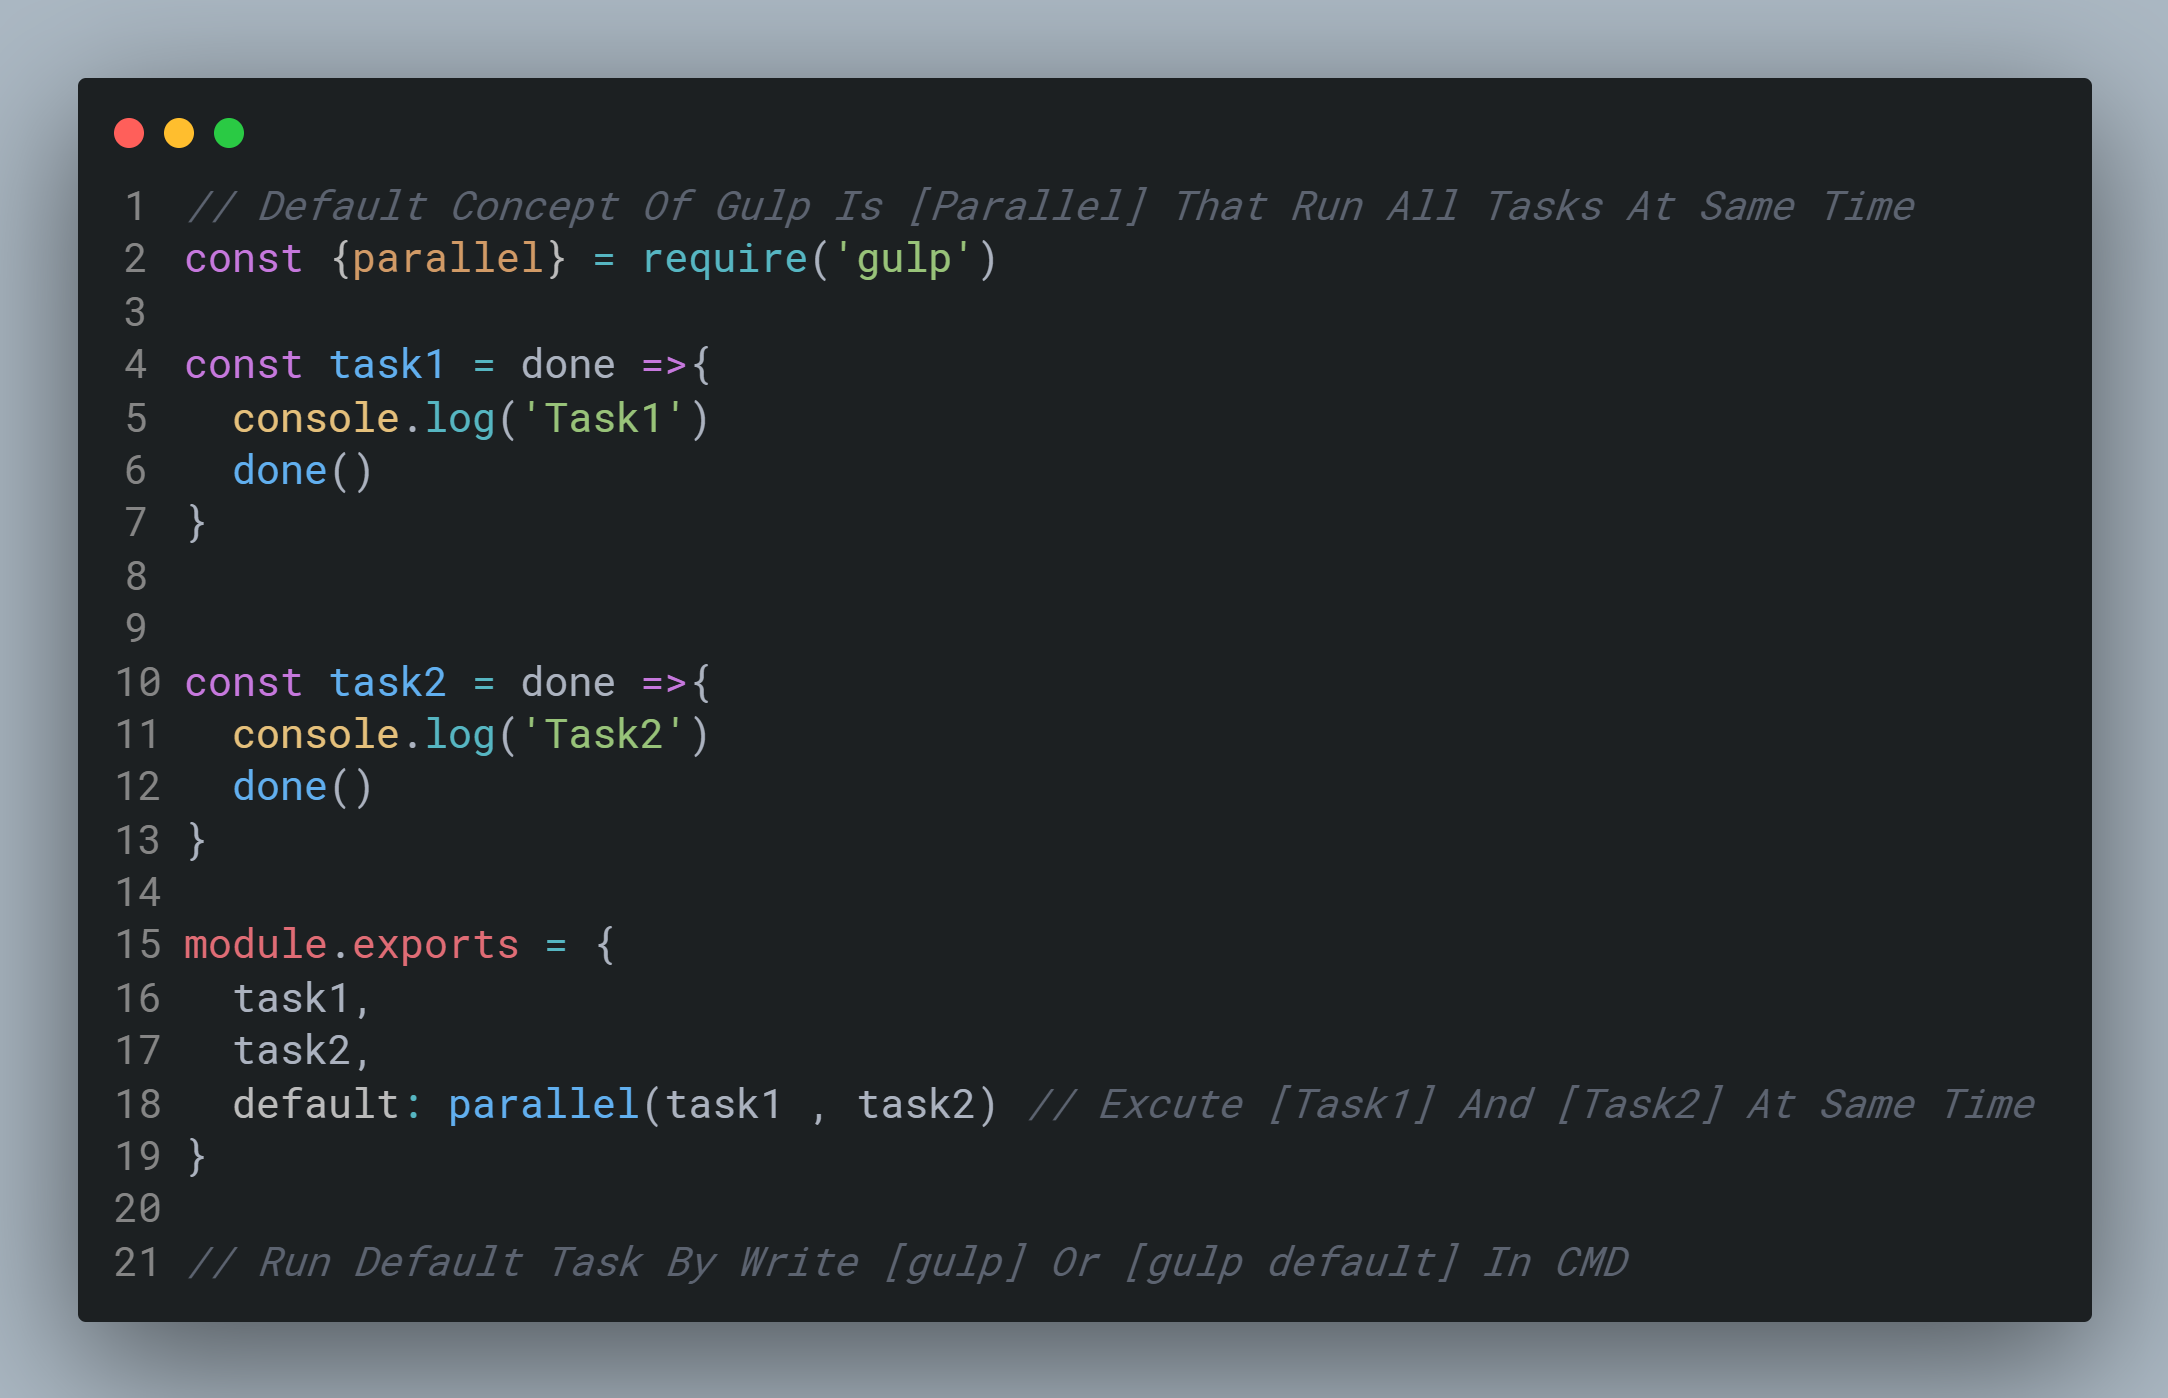 1 // Default Concept Of Gulp Is [Parallel] That Run All Tasks At Same Time
2 const {parallel} = require('gulp')
3
4 const task1 = done =>{
5   console.log('Task1')
6   done()
7 }
8
9
10 const task2 = done =>{
11   console.log('Task2')
12   done()
13 }
14
15 module.exports = {
16   task1,
17   task2,
18   default: parallel(task1 , task2) // Excute [Task1] And [Task2] At Same Time
19 }
20
21 // Run Default Task By Write [gulp] Or [gulp default] In CMD